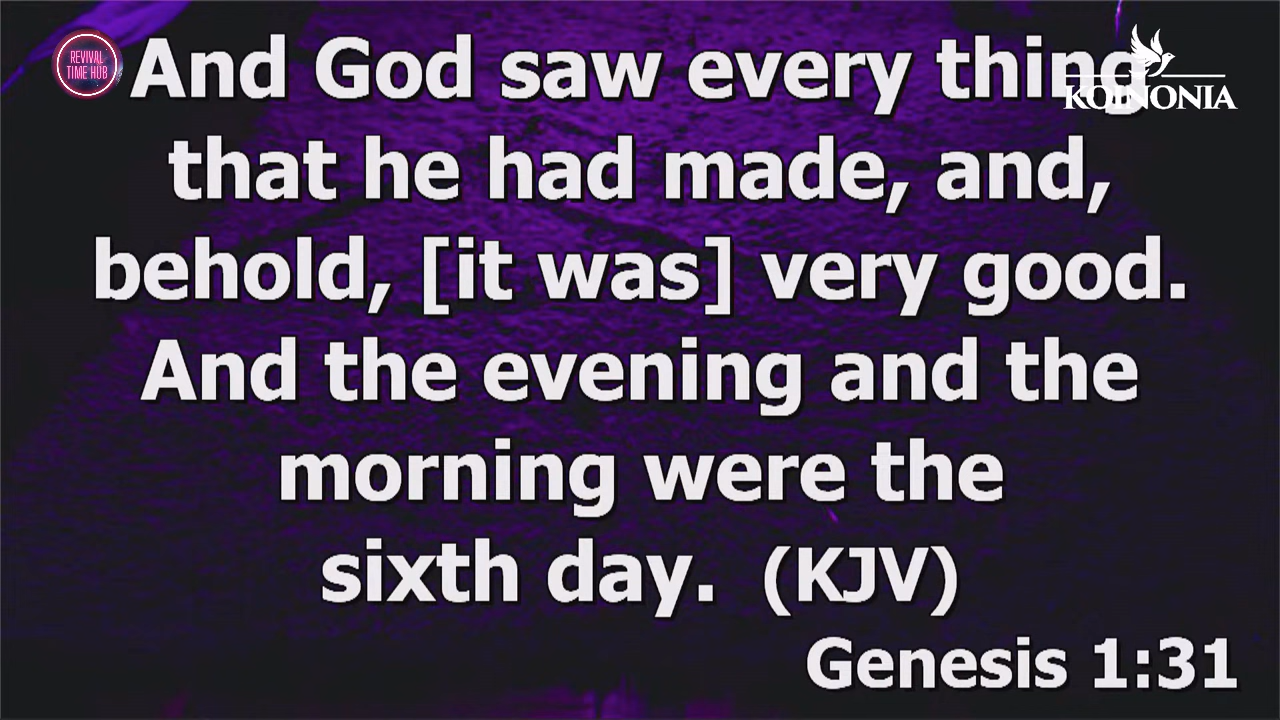 REVIVAL
TIME HUB
KOINONIA
And God saw every thing
that he had made, and,
behold, [it was] very good.
And the evening and the
morning were the
sixth day. (KJV)
Genesis 1:31